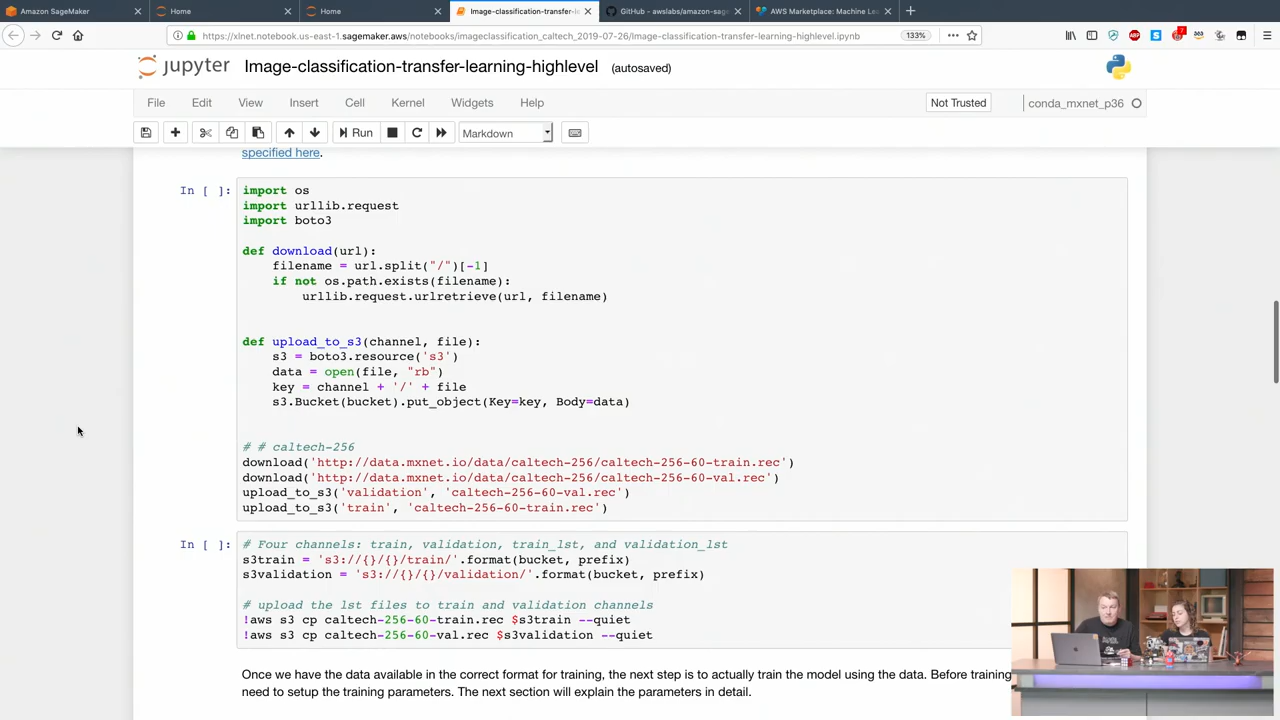 Amazon SageMaker
Home
Home
Image-classification-transfer-le
GitHub - awslabs/amazon-sage
AWS Marketplace: Machine Le
https://xlnet.notebook.us-east-1.sagemaker.aws/notebooks/imageclassification_caltech_2019-07-26/Image-classification-transfer-learning-highlevel.ipynb
133%
jupyter Image-classification-transfer-learning-highlevel (autosaved)
File Edit View Insert Cell Kernel Widgets Help
Not Trusted
conda_mxnet_p36
Run
Markdown
specified here.
In [ ]:
import os
import urllib.request
import boto3
def download(url):
filename = url.split("/")[-1]
if not os.path.exists(filename):
urllib.request.urlretrieve(url, filename)
def upload_to_s3(channel, file):
s3 = boto3.resource('s3')
data = open(file, "rb")
key = channel + '/' + file
s3.Bucket(bucket).put_object(Key=key, Body=data)
# # caltech-256
download('http://data.mxnet.io/data/caltech-256/caltech-256-60-train.rec')
download('http://data.mxnet.io/data/caltech-256/caltech-256-60-val.rec')
upload_to_s3('validation', 'caltech-256-60-val.rec')
upload_to_s3('train', 'caltech-256-60-train.rec')
In [ ]:
# Four channels: train, validation, train_lst, and validation_lst
s3train = 's3://{}/{}/train/'.format(bucket, prefix)
s3validation = 's3://{}/{}/validation/'.format(bucket, prefix)
# upload the lst files to train and validation channels
!aws s3 cp caltech-256-60-train.rec $s3train --quiet
!aws s3 cp caltech-256-60-val.rec $s3validation --quiet
Once we have the data available in the correct format for training, the next step is to actually train the model using the data. Before training
need to setup the training parameters. The next section will explain the parameters in detail.